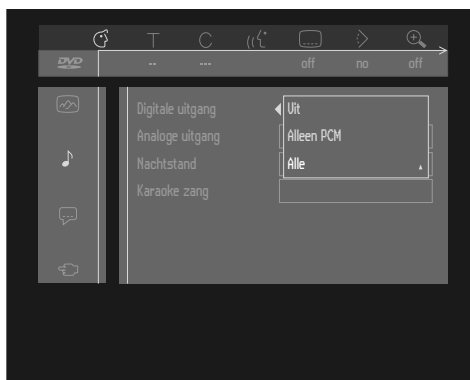 T C
DVD -- --- off no off
Digitale uitgang Uit
Analoge uitgang Alleen PCM
Nachtstand Alle
Karaoke zang